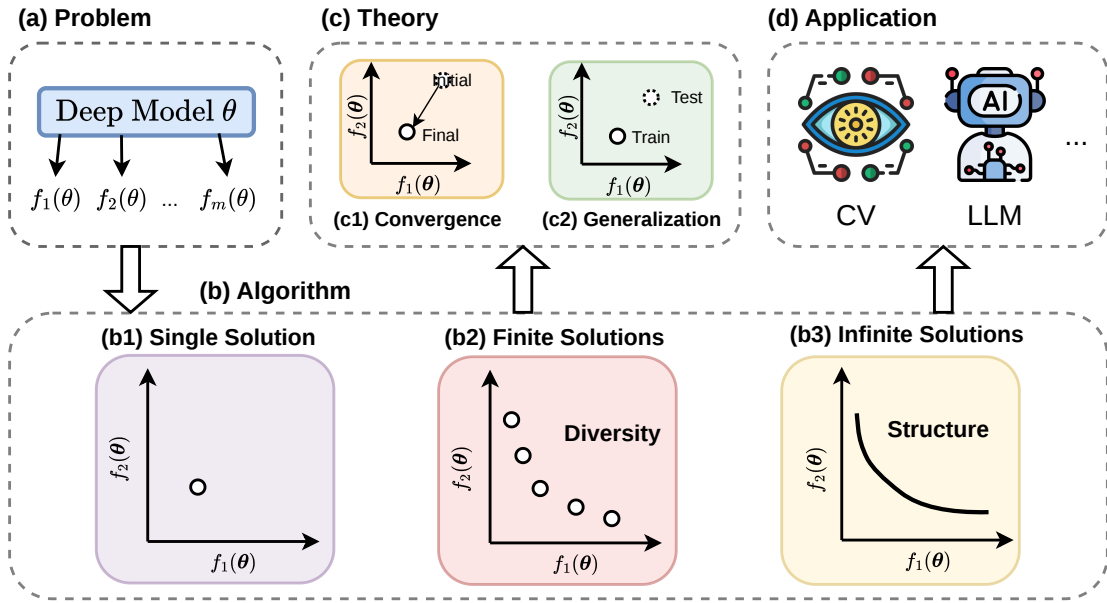 (a) Problem
Deep Model θ
f₁(θ) f₂(θ) ... fₘ(θ)
(c) Theory
Initial
Final
f₂(θ)
f₁(θ)
(c1) Convergence
Test
Train
f₂(θ)
f₁(θ)
(c2) Generalization
(d) Application
AI
...
CV
LLM
(b) Algorithm
(b1) Single Solution
f₂(θ)
f₁(θ)
(b2) Finite Solutions
Diversity
f₂(θ)
f₁(θ)
(b3) Infinite Solutions
Structure
f₂(θ)
f₁(θ)